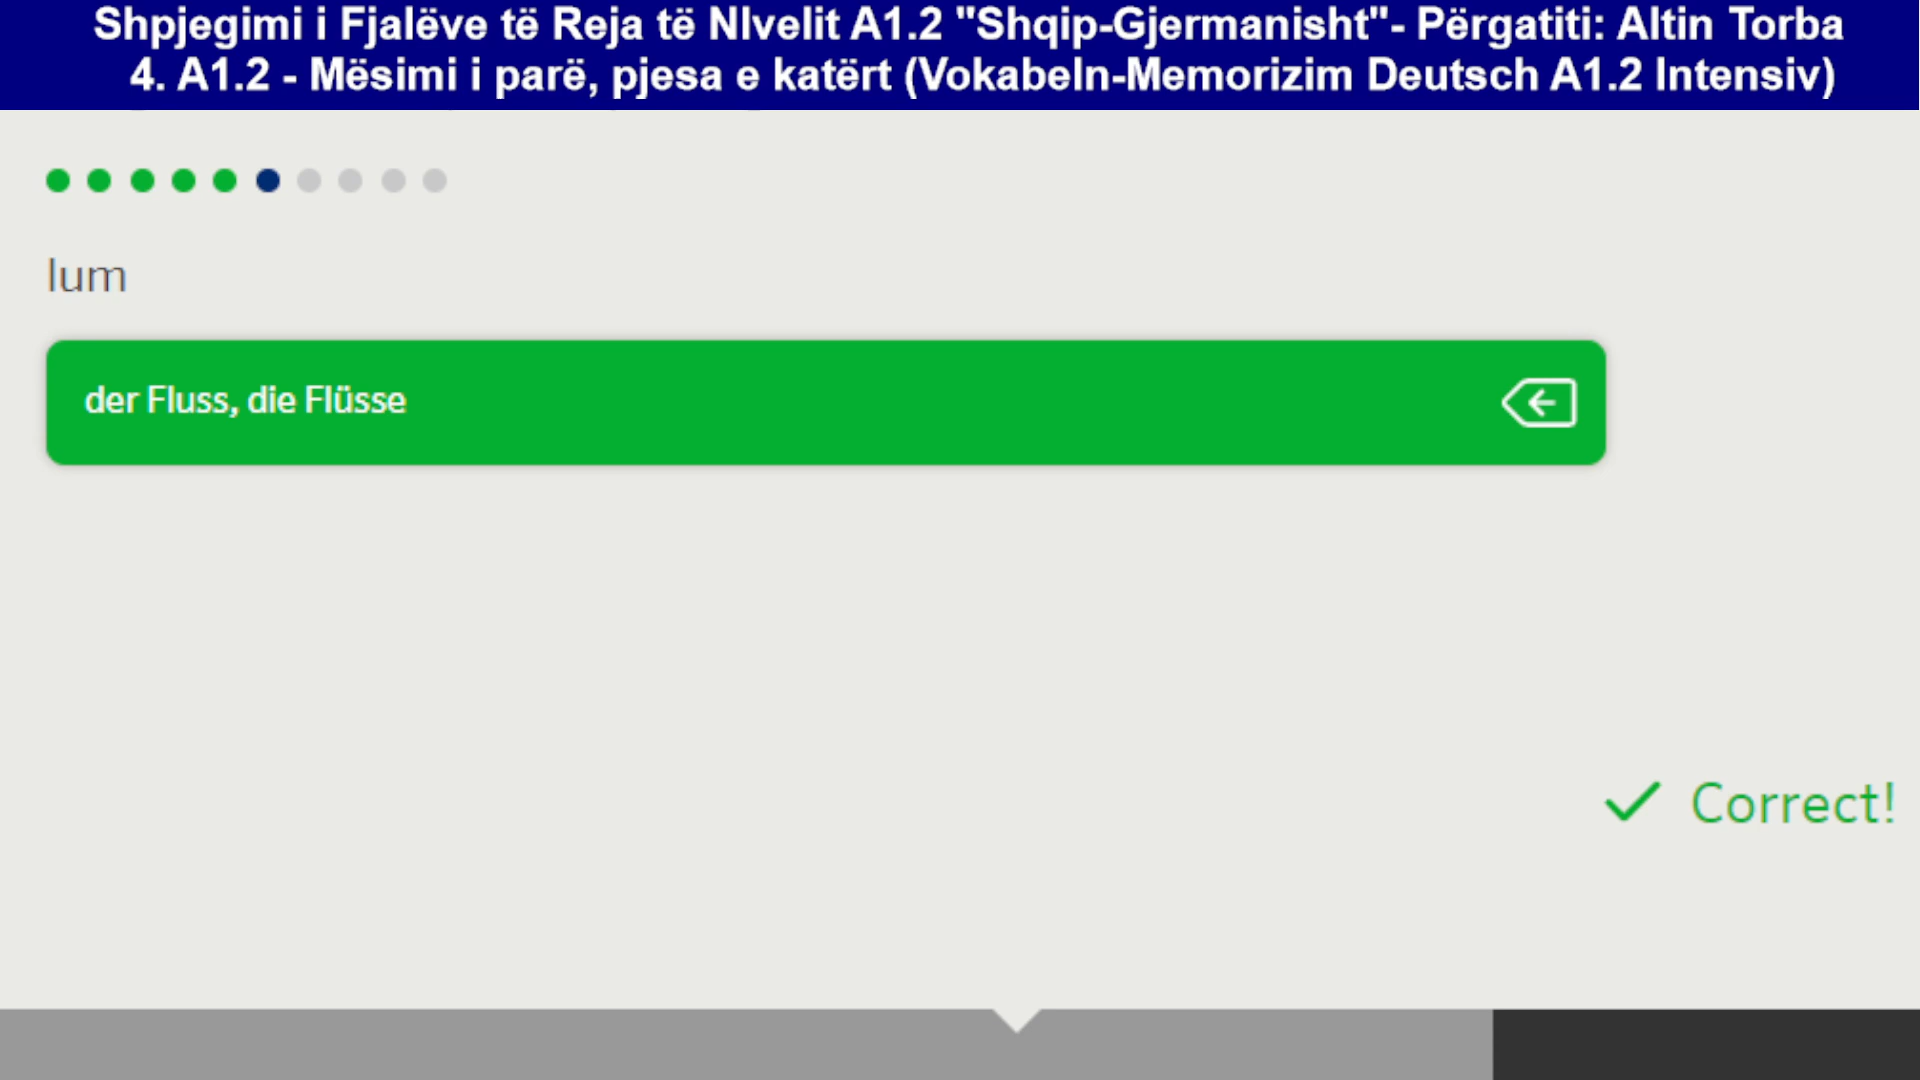 Shpjegimi i Fjalëve të Reja të NIvelit A1.2 "Shqip-Gjermanisht"- Përgatiti: Altin Torba
4. A1.2 - Mësimi i parë, pjesa e katërt (Vokabeln-Memorizim Deutsch A1.2 Intensiv)
lum
der Fluss, die Flüsse
Correct!